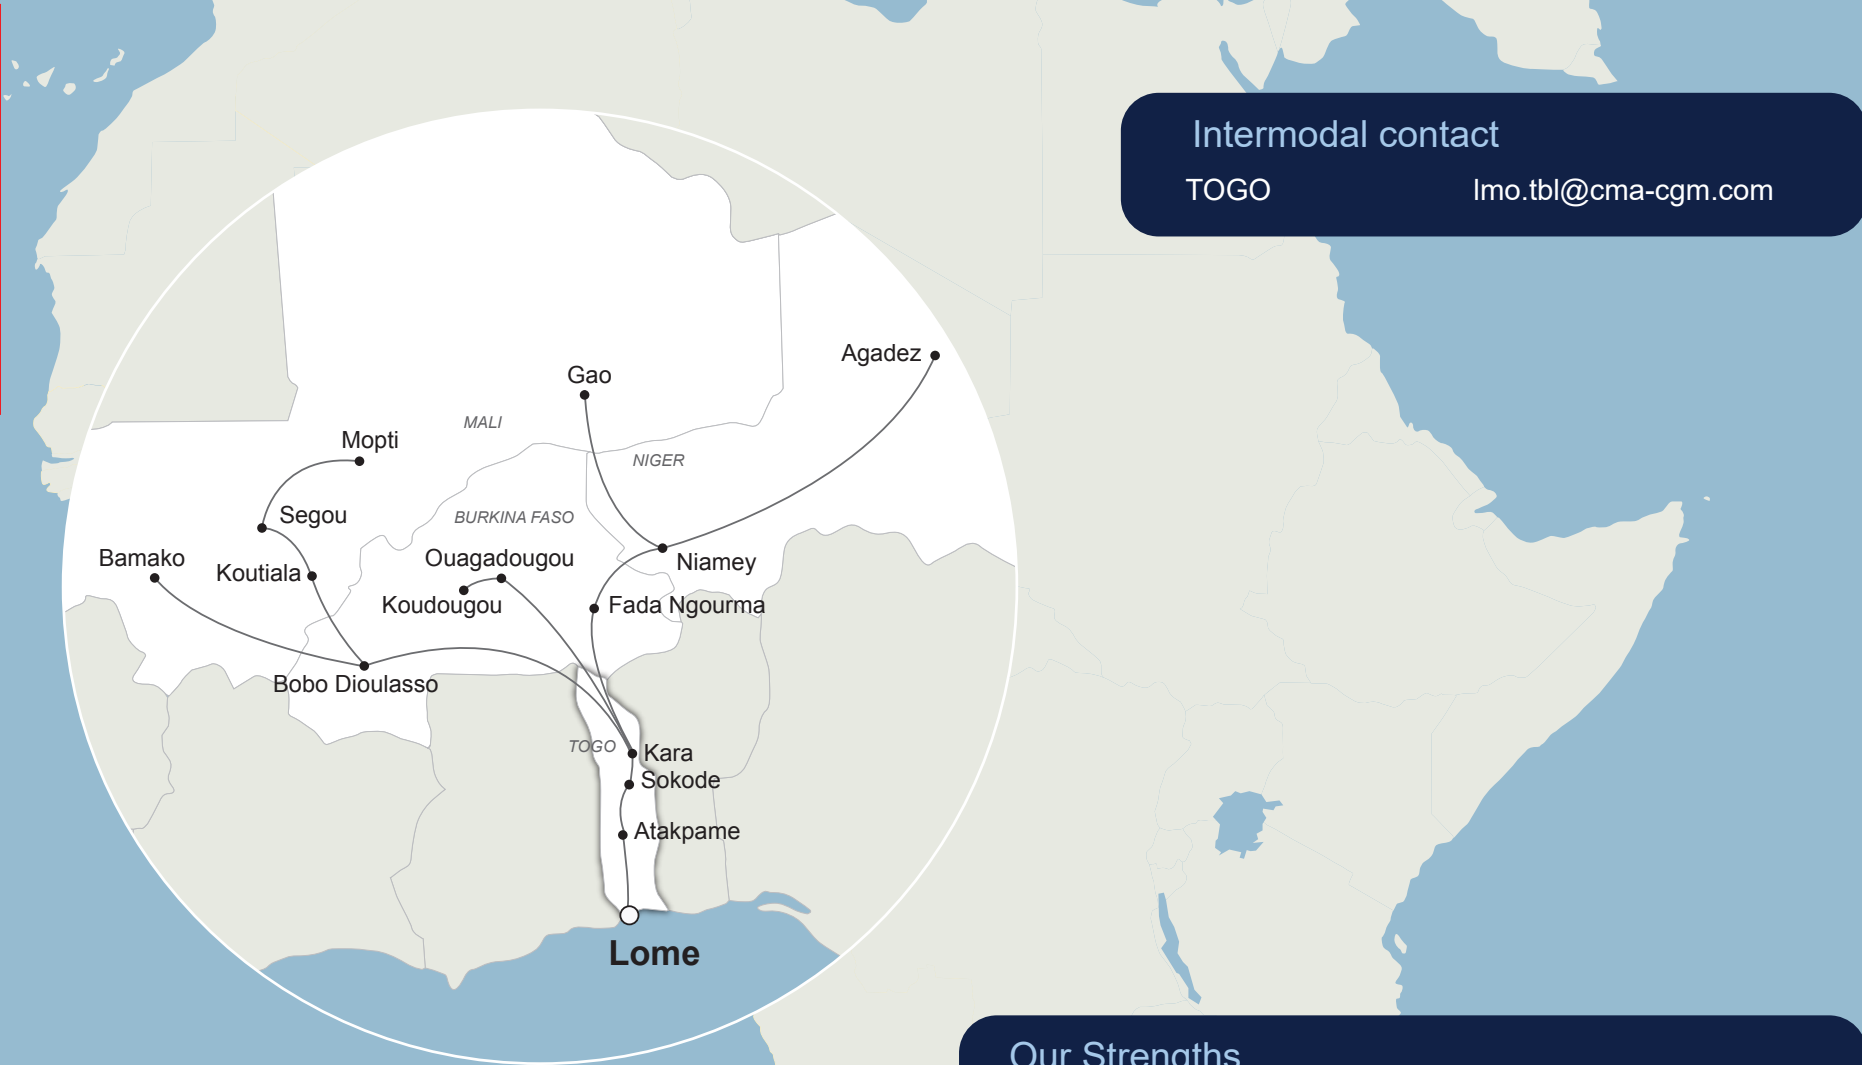 Intermodal contact
TOGO lmo.tbl@cma-cgm.com
Agadez
Gao
MALI
Mopti
NIGER
Segou
BURKINA FASO
Bamako
Ouagadougou
Niamey
Koutiala
Koudougou
Fada Ngourma
Bobo Dioulasso
TOGO
Kara
Sokode
Atakpame
Lome
Our Strengths